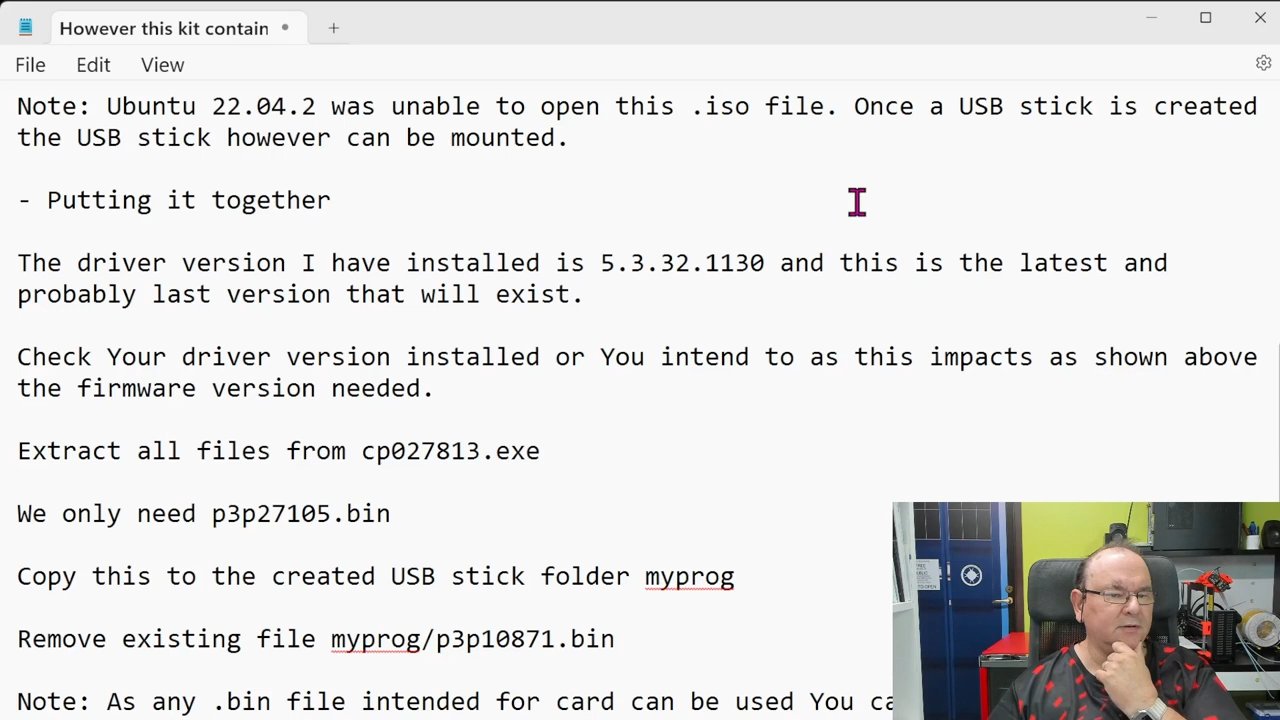 However this kit contain
File Edit View
Note: Ubuntu 22.04.2 was unable to open this .iso file. Once a USB stick is created
the USB stick however can be mounted.
- Putting it together
The driver version I have installed is 5.3.32.1130 and this is the latest and
probably last version that will exist.
Check Your driver version installed or You intend to as this impacts as shown above
the firmware version needed.
Extract all files from cp027813.exe
We only need p3p27105.bin
Copy this to the created USB stick folder myprog
Remove existing file myprog/p3p10871.bin
Note: As any .bin file intended for card can be used You ca